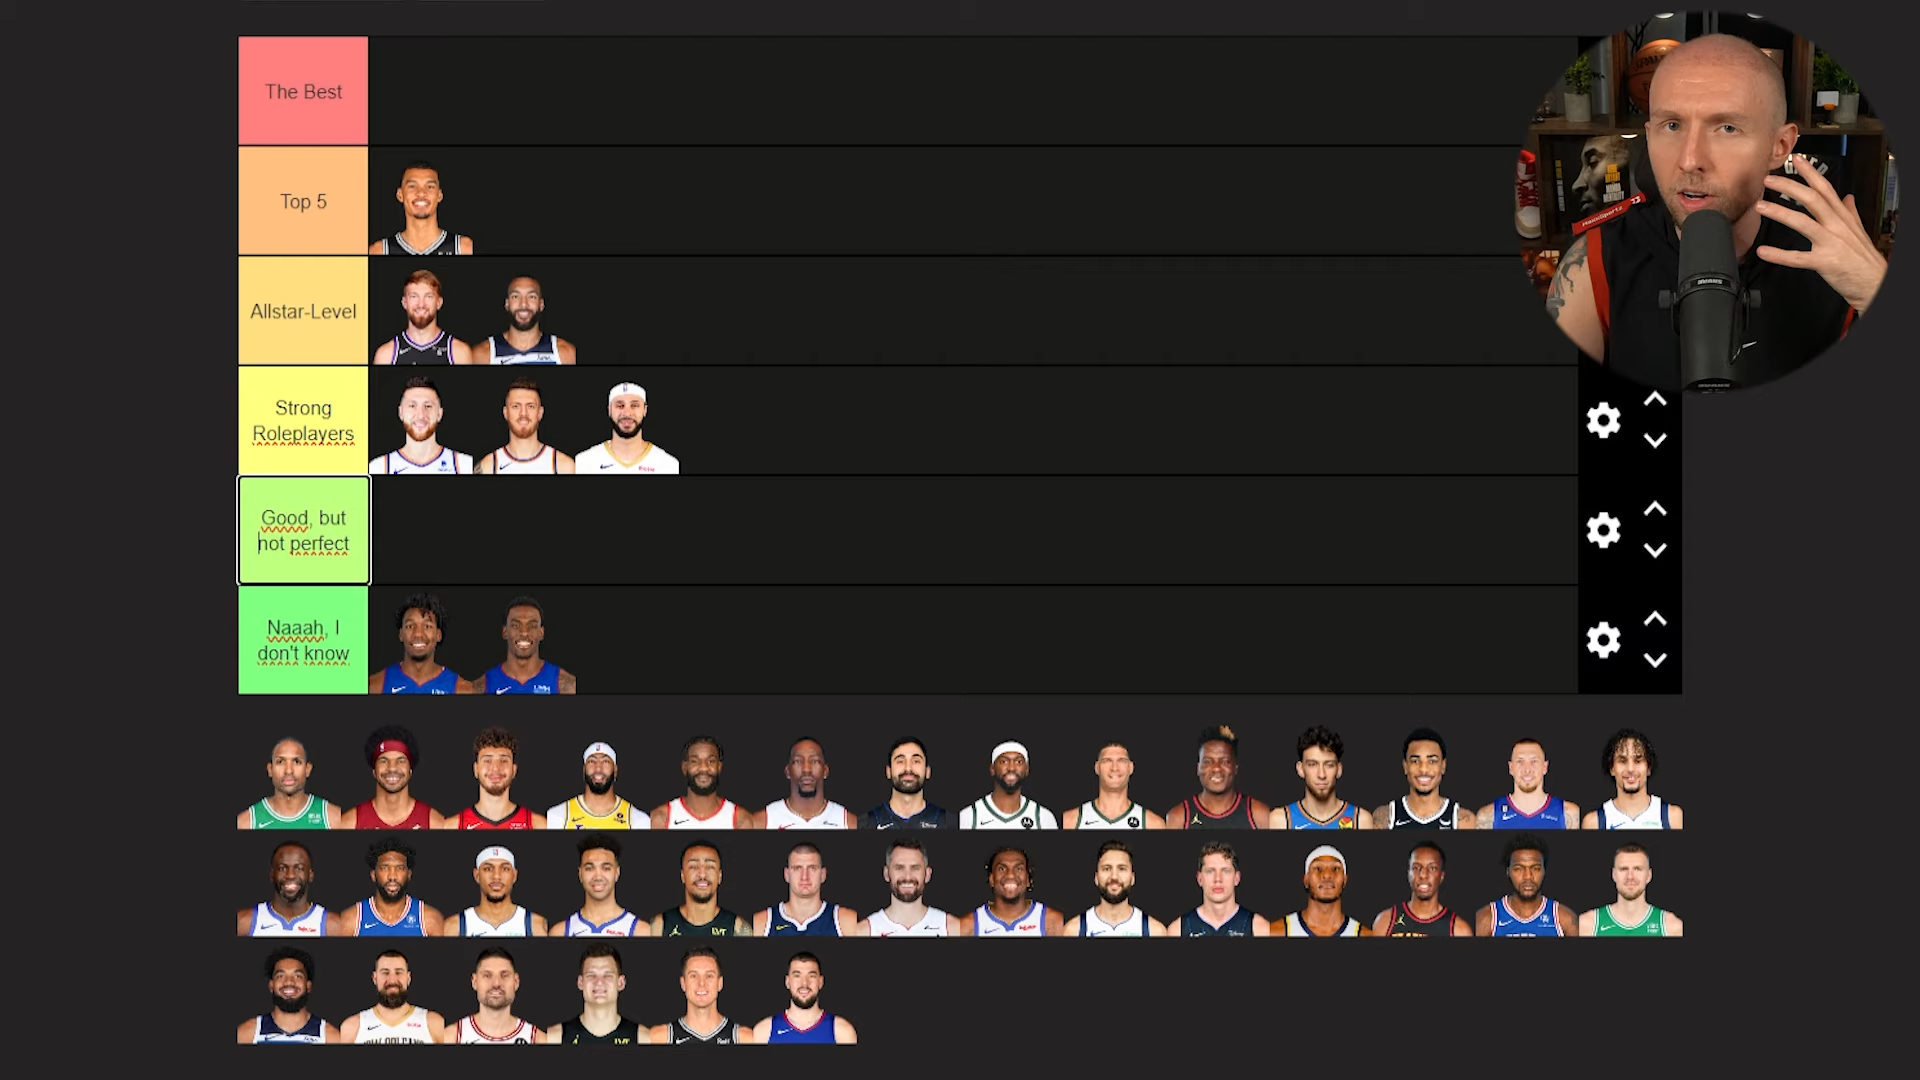 The Best
Top 5
Allstar-Level
Strong
Roleplayers
Good, but
not perfect
Naaah, I
don't know